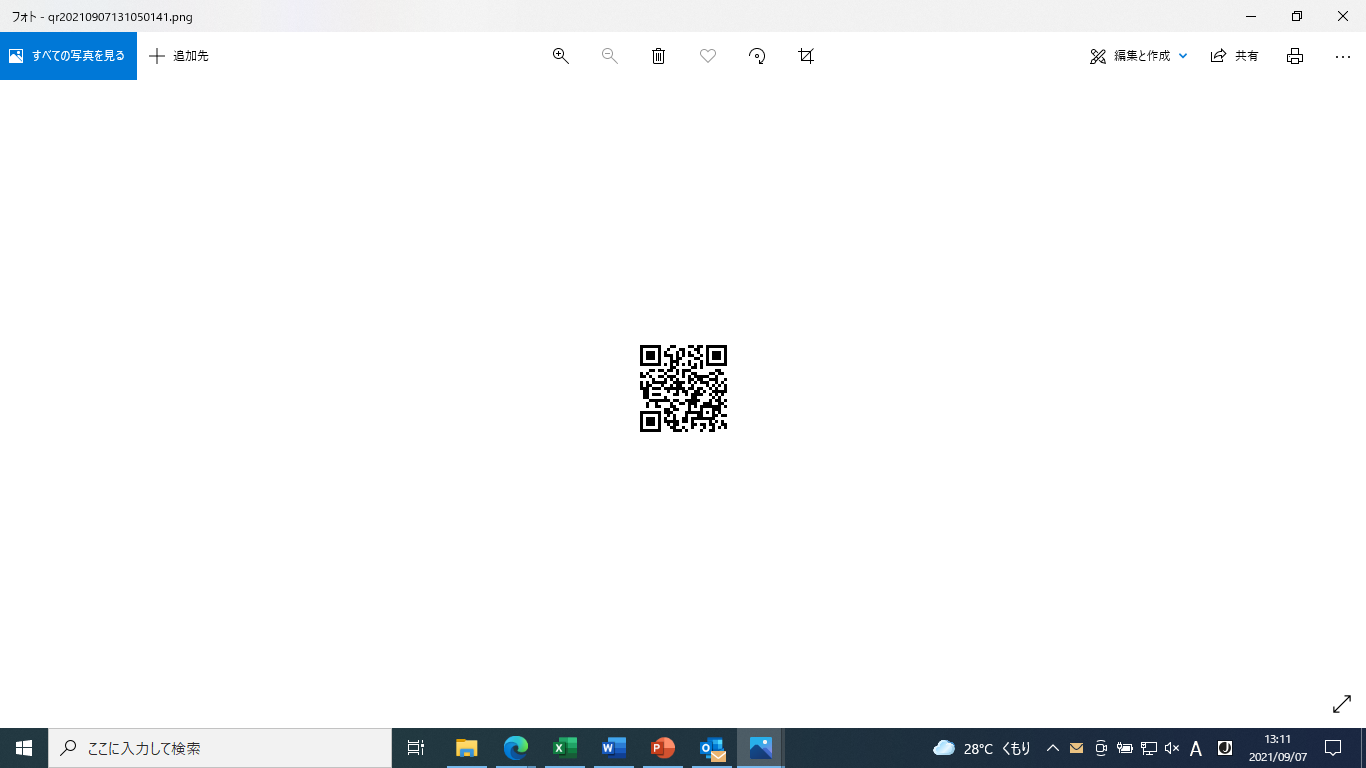 フォト - qr20210907131050141.png
すべての写真を見る
追加先
編集と作成
共有
ここに入力して検索
28°C くもり
A
13:11
2021/09/07